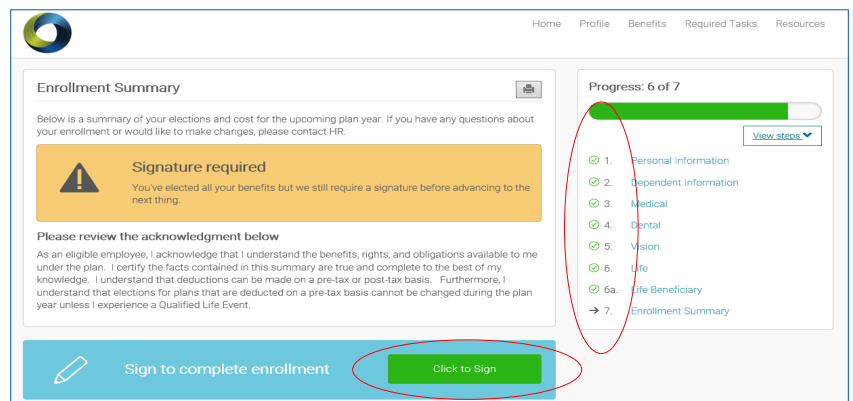 Home Profile Benefits Required Tasks Resources
Enrollment Summary
Below is a summary of your elections and cost for the upcoming plan year. If you have any questions about
your enrollment or would like to make changes, please contact HR.
Signature required
You've elected all your benefits but we still require a signature before advancing to the
next thing.
Please review the acknowledgment below
As an eligible employee, I acknowledge that I understand the benefits, rights, and obligations available to me
under the plan. I certify the facts contained in this summary are true and complete to the best of my
knowledge. I understand that deductions can be made on a pre-tax or post-tax basis. Furthermore, I
understand that elections for plans that are deducted on a pre-tax basis cannot be changed during the plan
year unless I experience a Qualified Life Event.
Sign to complete enrollment
Click to Sign
Progress: 6 of 7
View steps
1. Personal Information
2. Dependent Information
3. Medical
4. Dental
5. Vision
6. Life
6a. Life Beneficiary
7. Enrollment Summary